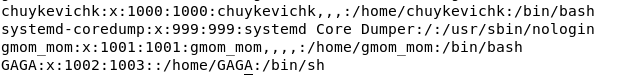 chuykevichk:x:1000:1000:chuykevichk,,,:/home/chuykevichk:/bin/bash
systemd-coredump:x:999:999:systemd Core Dumper:/:/usr/sbin/nologin
gmom_mom:x:1001:1001:gmom_mom,,,,:/home/gmom_mom:/bin/bash
GAGA:x:1002:1003::/home/GAGA:/bin/sh